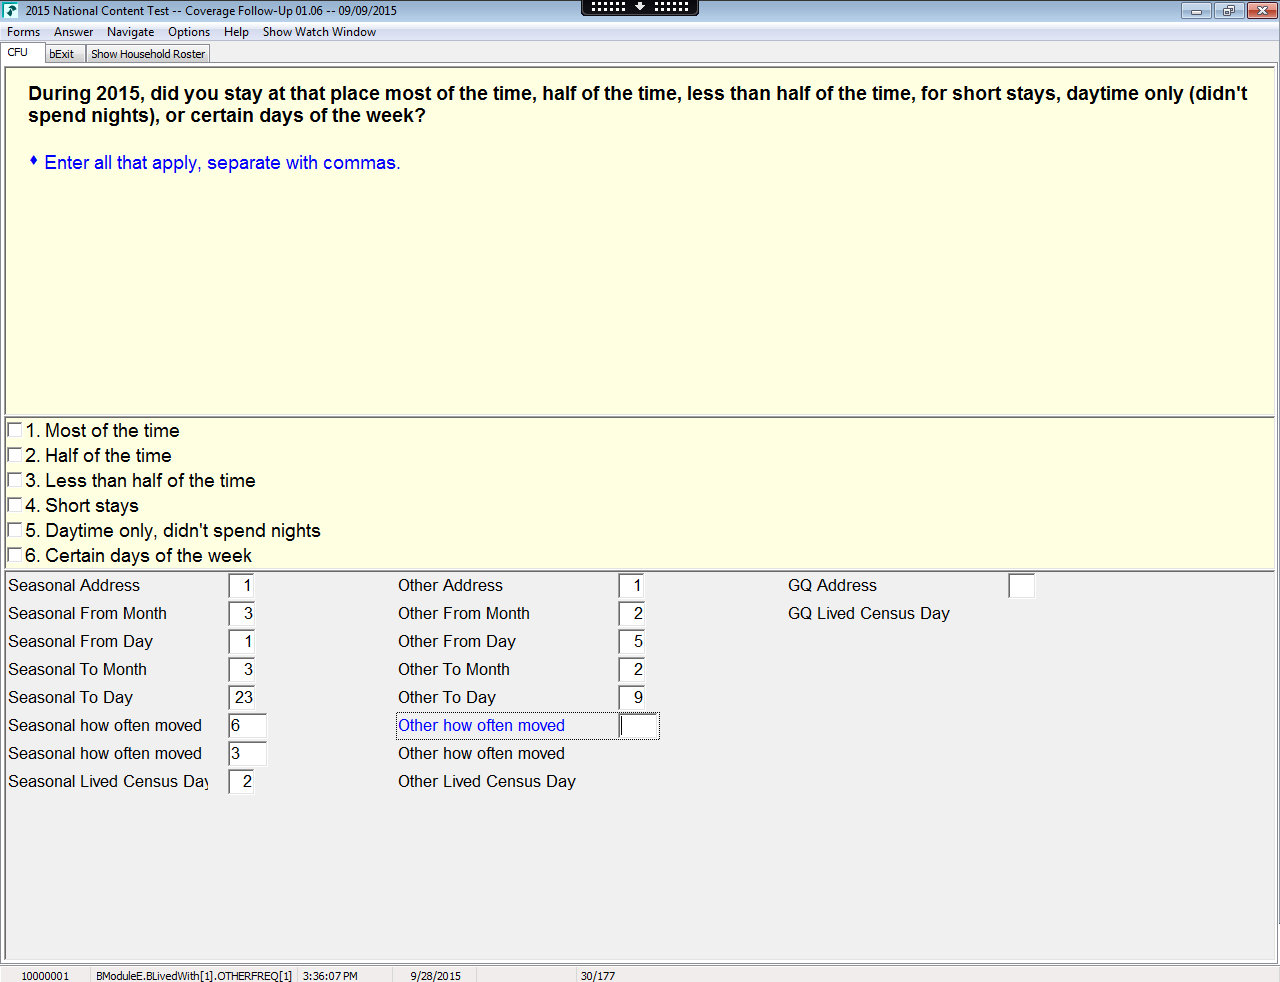 2015 National Content Test -- Coverage Follow-Up 01.06 -- 09/09/2015
Forms Answer Navigate Options Help Show Watch Window
CFU bExit Show Household Roster
During 2015, did you stay at that place most of the time, half of the time, less than half of the time, for short stays, daytime only (didn't
spend nights), or certain days of the week?
Enter all that apply, separate with commas.
1. Most of the time
2. Half of the time
3. Less than half of the time
4. Short stays
5. Daytime only, didn't spend nights
6. Certain days of the week
Seasonal Address 1 Other Address 1 GQ Address
Seasonal From Month 3 Other From Month 2 GQ Lived Census Day
Seasonal From Day 1 Other From Day 5
Seasonal To Month 3 Other To Month 2
Seasonal To Day 23 Other To Day 9
Seasonal how often moved 6 Other how often moved
Seasonal how often moved 3 Other how often moved
Seasonal Lived Census Day 2 Other Lived Census Day
10000001 BModuleE.BLivedWith[1].OTHERFREQ[1] 3:36:07 PM 9/28/2015 30/177